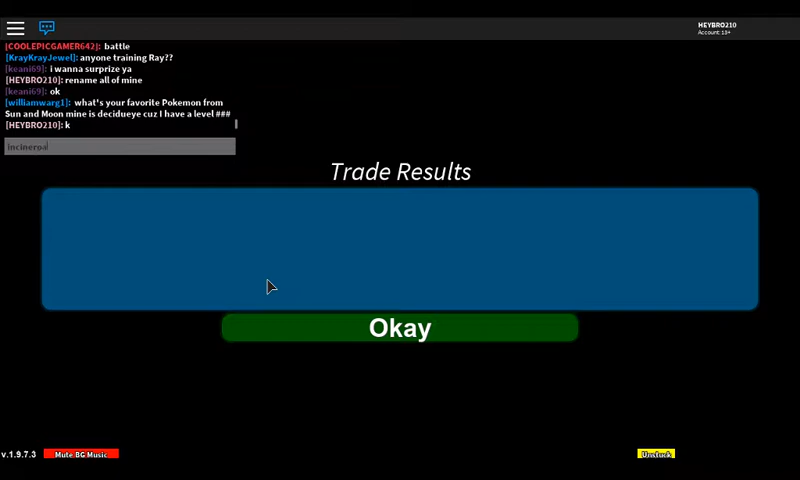 HEYBRO210
Account: 13+
[COOLEPICGAMER642]: battle
[KrayKrayJewel]: anyone training Ray??
[keani69]: i wanna surprize ya
[HEYBRO210]: rename all of mine
[keani69]: ok
[williamwarg1]: what's your favorite Pokemon from
Sun and Moon mine is decidueye cuz I have a level ###
[HEYBRO210]: k
incineroa
Trade Results
Okay
v.1.9.7.3
Mute BG Music
Unstuck